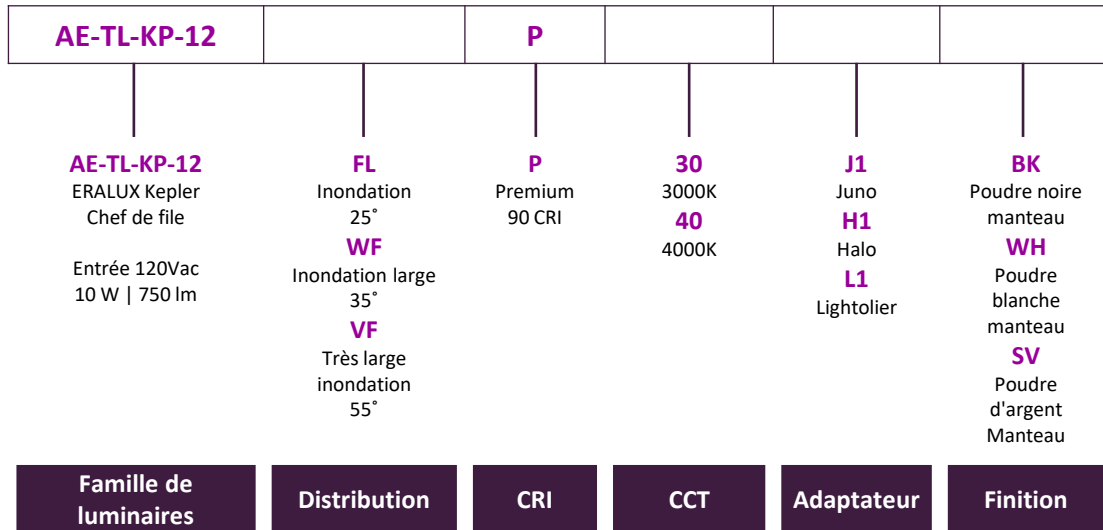 AE-TL-KP-12
P
AE-TL-KP-12
ERALUX Kepler
Chef de file
Entrée 120Vac
10 W | 750 lm
FL
Inondation
25˚
WF
Inondation large
35˚
VF
Très large
inondation
55˚
P
Premium
90 CRI
30
3000K
40
4000K
J1
Juno
H1
Halo
L1
Lightolier
BK
Poudre noire
manteau
WH
Poudre
blanche
manteau
SV
Poudre
d'argent
Manteau
Famille de
luminaires
Distribution
CRI
CCT
Adaptateur
Finition